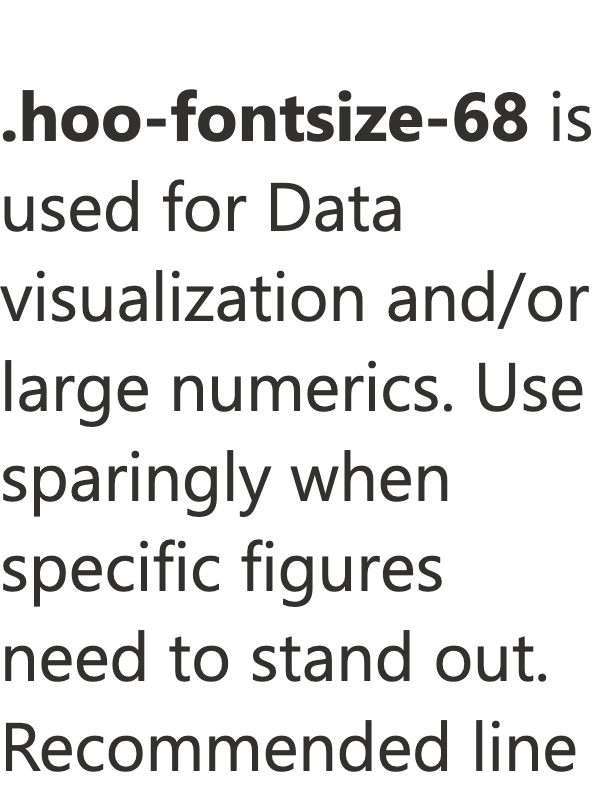 .hoo-fontsize-68 is
used for Data
visualization and/or
large numerics. Use
sparingly when
specific figures
need to stand out.
Recommended line